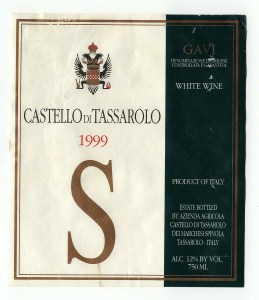 CASTELLO DI TASSAROLO
1999
S
GAVI
DENOMINAZIONE DI ORIGINE
CONTROLLATA E GARANTITA
WHITE WINE
PRODUCT OF ITALY
ESTATE BOTTLED
BY AZIENDA AGRICOLA
CASTELLO DI TASSAROLO
DEI MARCHESI SPINOLA
TASSAROLO - ITALY
ALC. 12% BY VOL.
750 ML